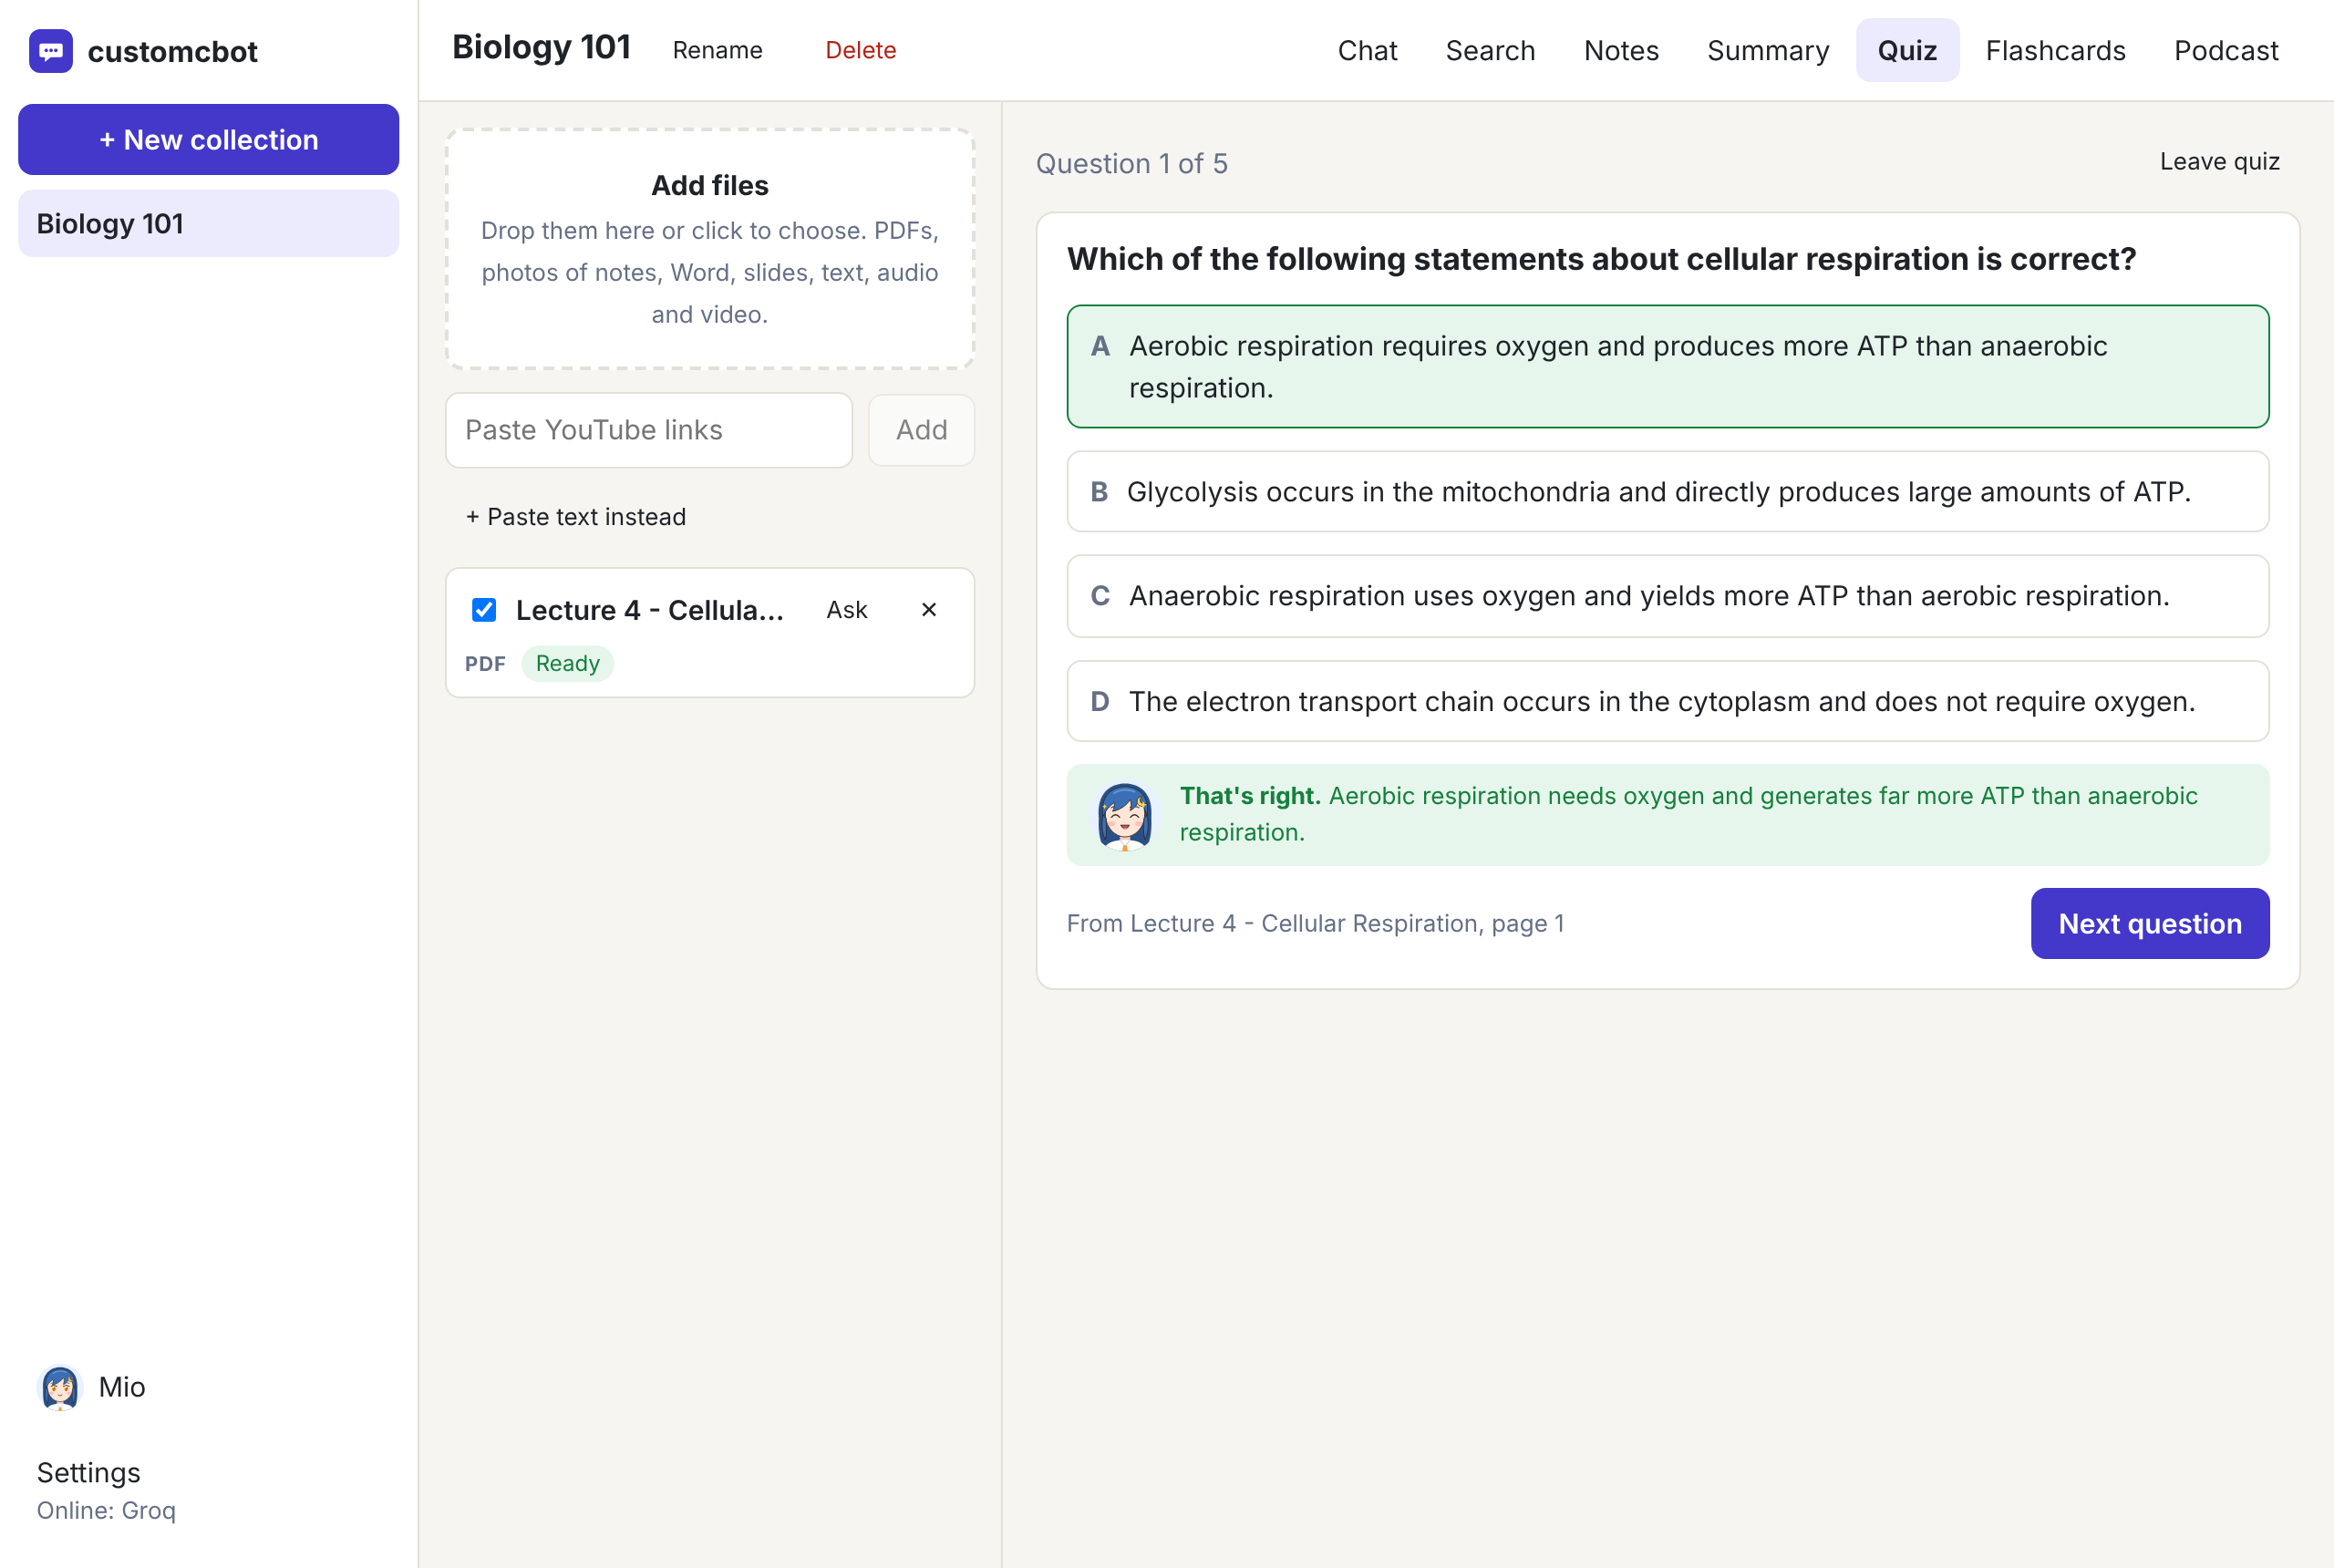 customcbot
+ New collection
Biology 101
Mio
Settings
Online: Groq
Biology 101 Rename Delete
Chat Search Notes Summary Quiz Flashcards Podcast
Add files
Drop them here or click to choose. PDFs,
photos of notes, Word, slides, text, audio
and video.
Paste YouTube links Add
+ Paste text instead
Lecture 4 - Cellula... Ask ×
PDF Ready
Question 1 of 5 Leave quiz
Which of the following statements about cellular respiration is correct?
A Aerobic respiration requires oxygen and produces more ATP than anaerobic
respiration.
B Glycolysis occurs in the mitochondria and directly produces large amounts of ATP.
C Anaerobic respiration uses oxygen and yields more ATP than aerobic respiration.
D The electron transport chain occurs in the cytoplasm and does not require oxygen.
That's right. Aerobic respiration needs oxygen and generates far more ATP than anaerobic
respiration.
From Lecture 4 - Cellular Respiration, page 1 Next question